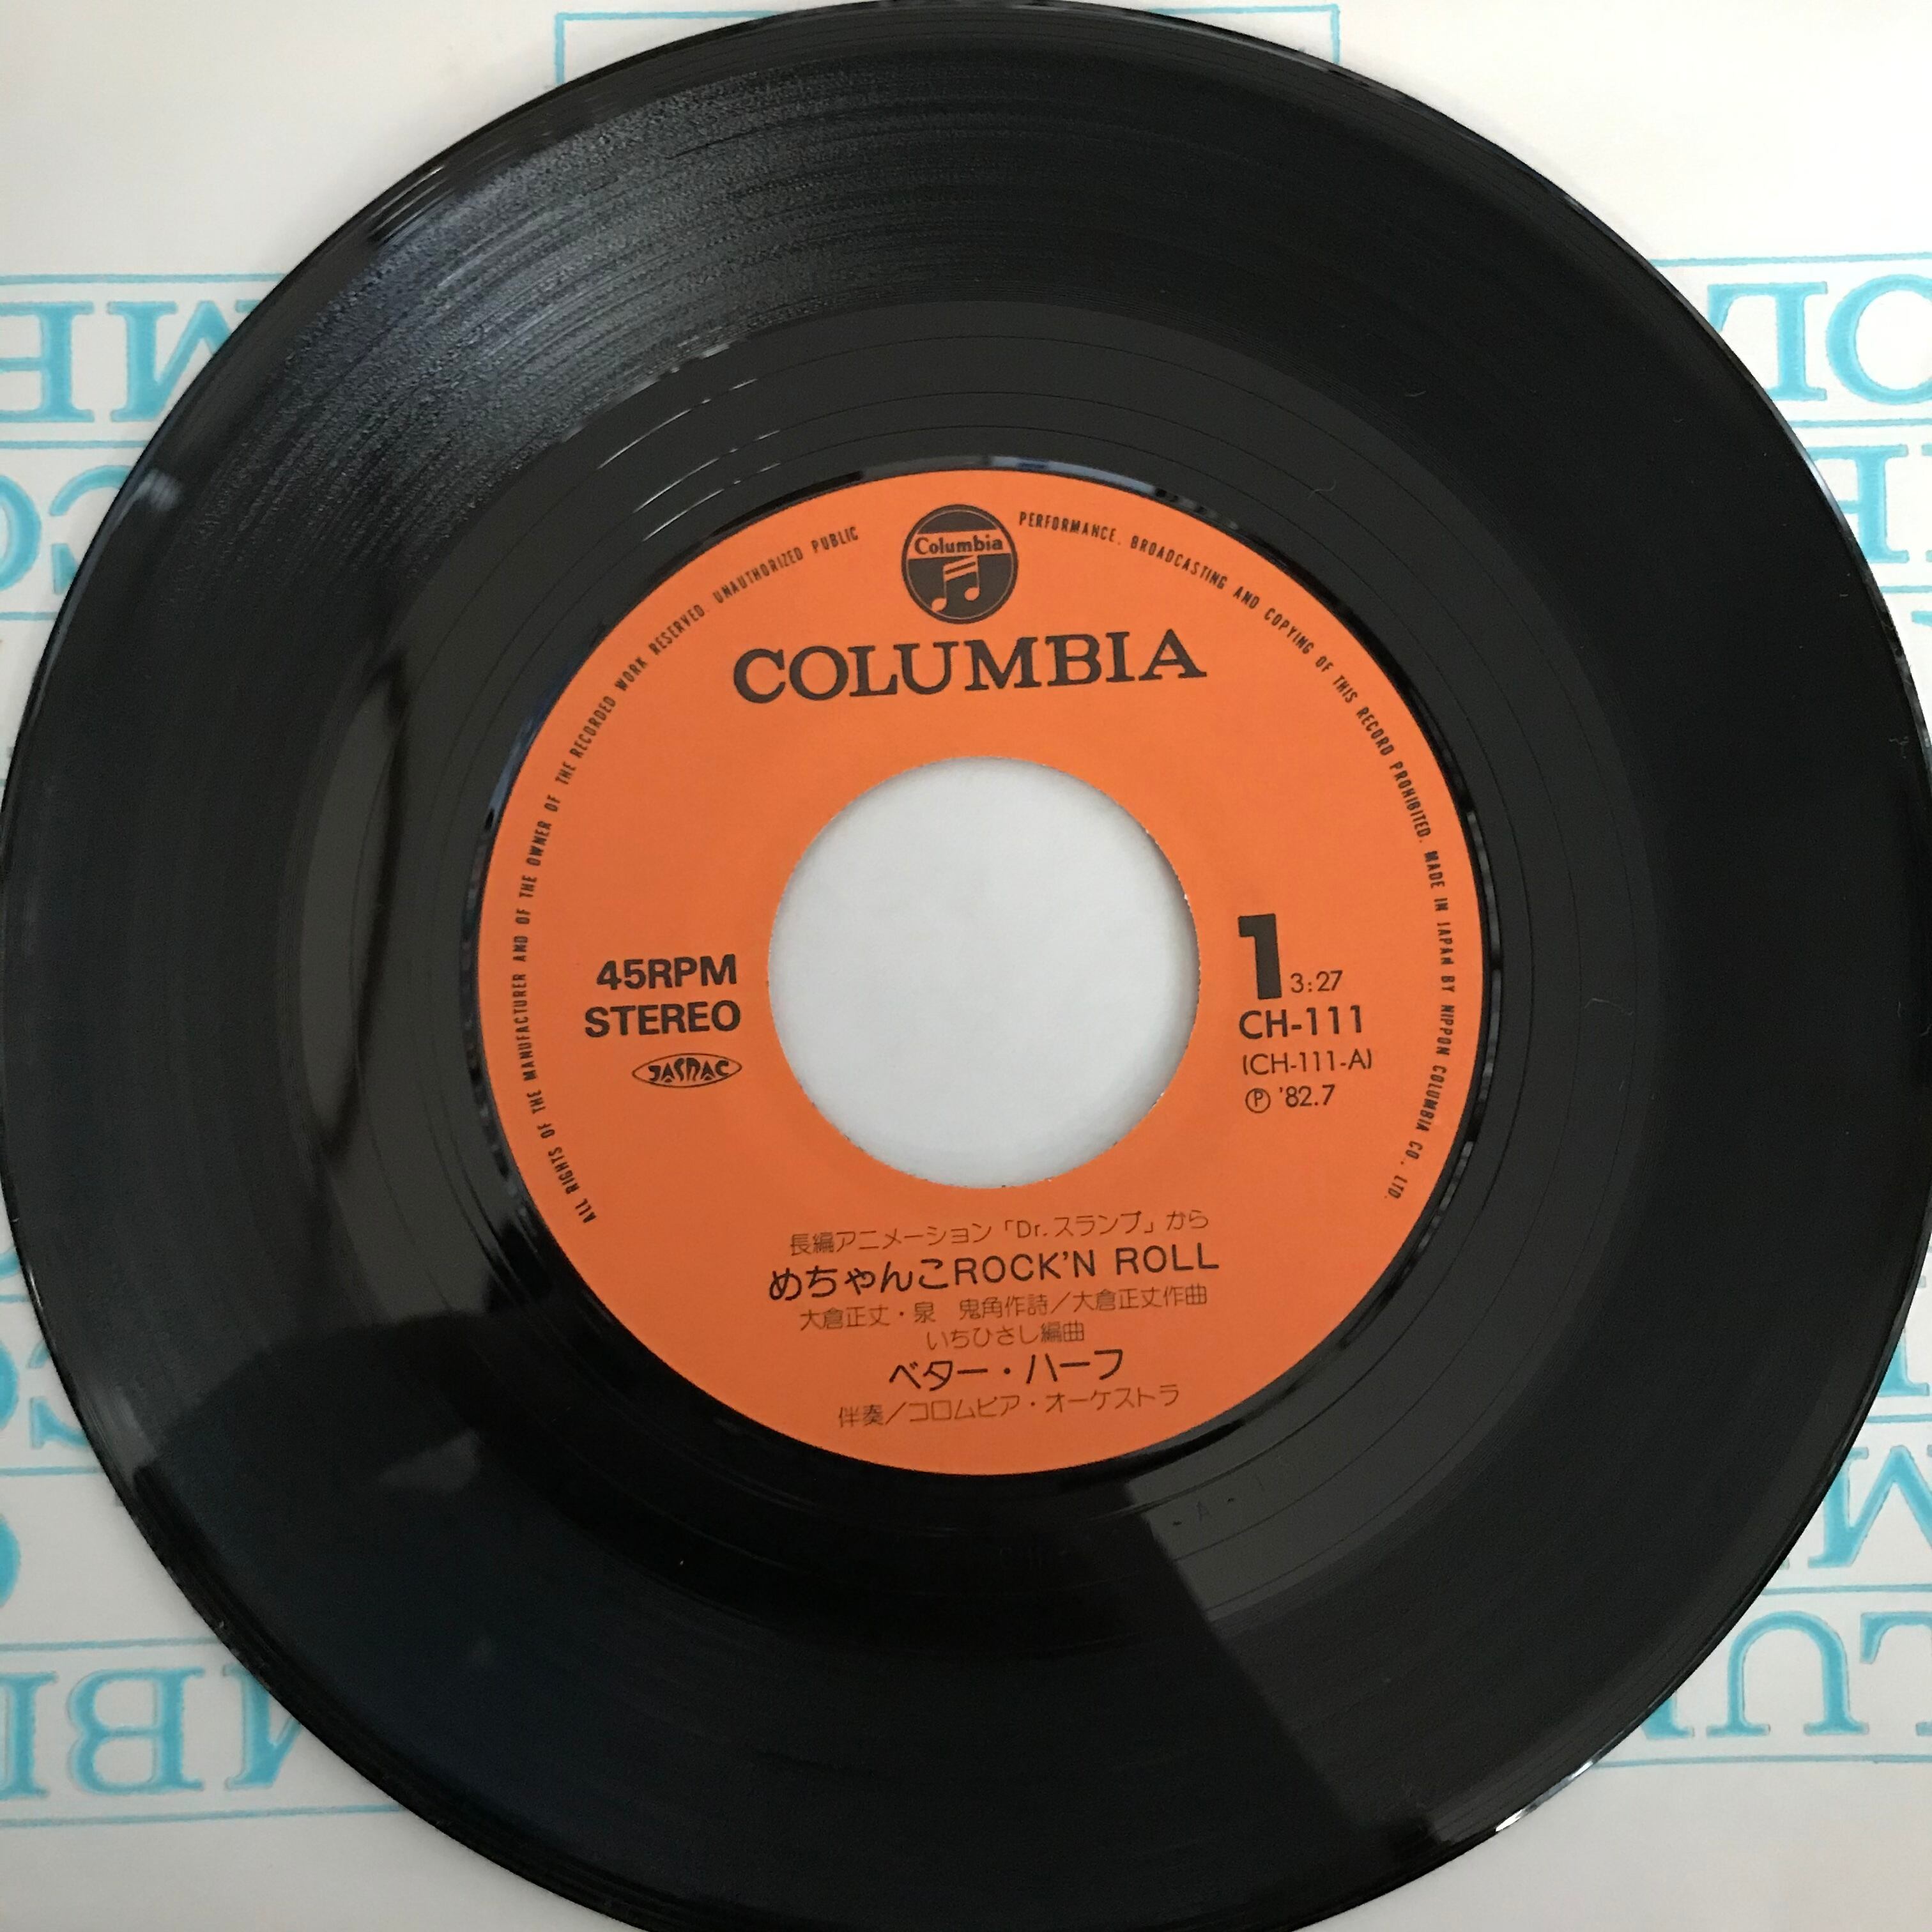 Columbia
COLUMBIA
ALL RIGHTS OF THE MANUFACTURER AND OF THE OWNER OF THE RECORDED WORK RESERVED. UNAUTHORIZED PUBLIC PERFORMANCE. BROADCASTING AND COPYING OF THIS RECORD PROHIBITED. MADE IN JAPAN BY NIPPON COLUMBIA CO., LTD.
45RPM
STEREO
JASRAC
1 3:27
CH-111
(CH-111-A)
Ⓟ '82.7
長編アニメーション「Dr.スランプ」から
めちゃんこROCK'N ROLL
大倉正丈・泉 鬼角作詩/大倉正丈作曲
いちひさし編曲
ベター・ハーフ
伴奏/コロムビア・オーケストラ